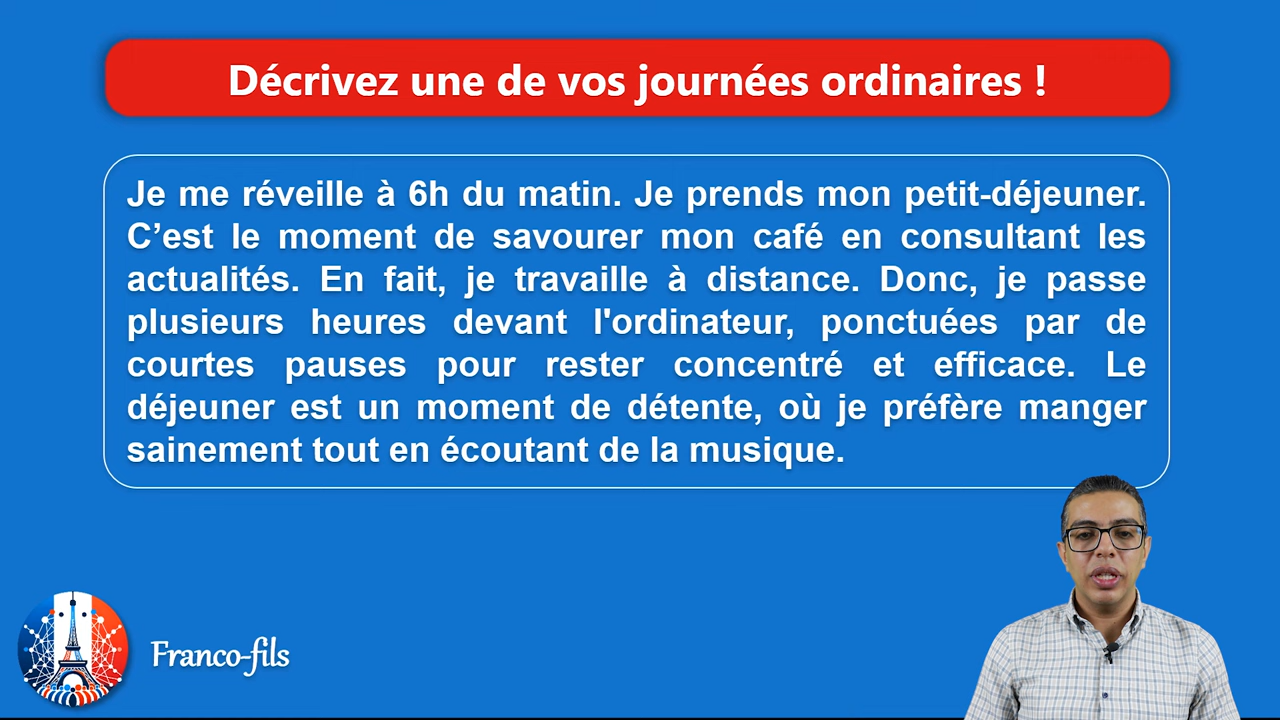 Décrivez une de vos journées ordinaires !
Je me réveille à 6h du matin. Je prends mon petit-déjeuner.
C’est le moment de savourer mon café en consultant les
actualités. En fait, je travaille à distance. Donc, je passe
plusieurs heures devant l'ordinateur, ponctuées par de
courtes pauses pour rester concentré et efficace. Le
déjeuner est un moment de détente, où je préfère manger
sainement tout en écoutant de la musique.
Franco-fils